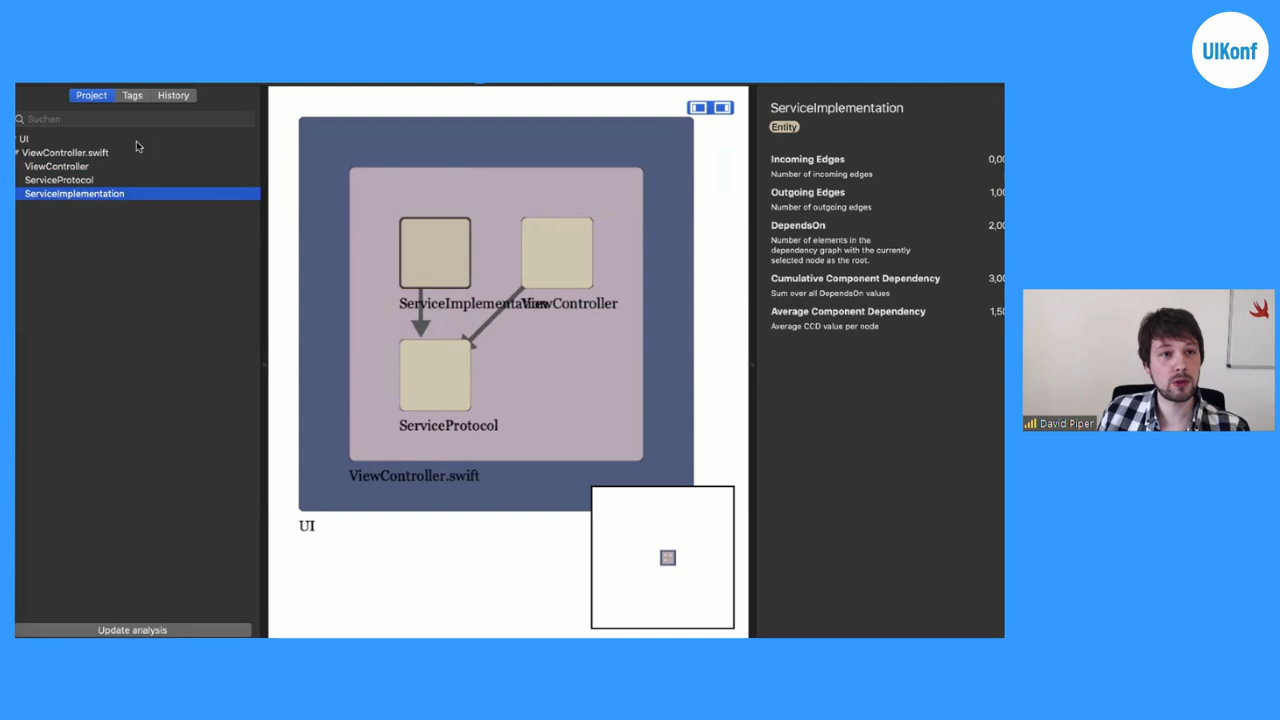 UIKonf
Project Tags History
Suchen
UI
ViewController.swift
ViewController
ServiceProtocol
ServiceImplementation
Update analysis
ServiceImplementation
ViewController
ServiceProtocol
ViewController.swift
UI
ServiceImplementation
Entity
Incoming Edges 0,00
Number of incoming edges
Outgoing Edges 1,00
Number of outgoing edges
DependsOn 2,00
Number of elements in the
dependency graph with the currently
selected node as the root.
Cumulative Component Dependency 3,00
Sum over all DependsOn values
Average Component Dependency 1,50
Average CCD value per node
David Piper